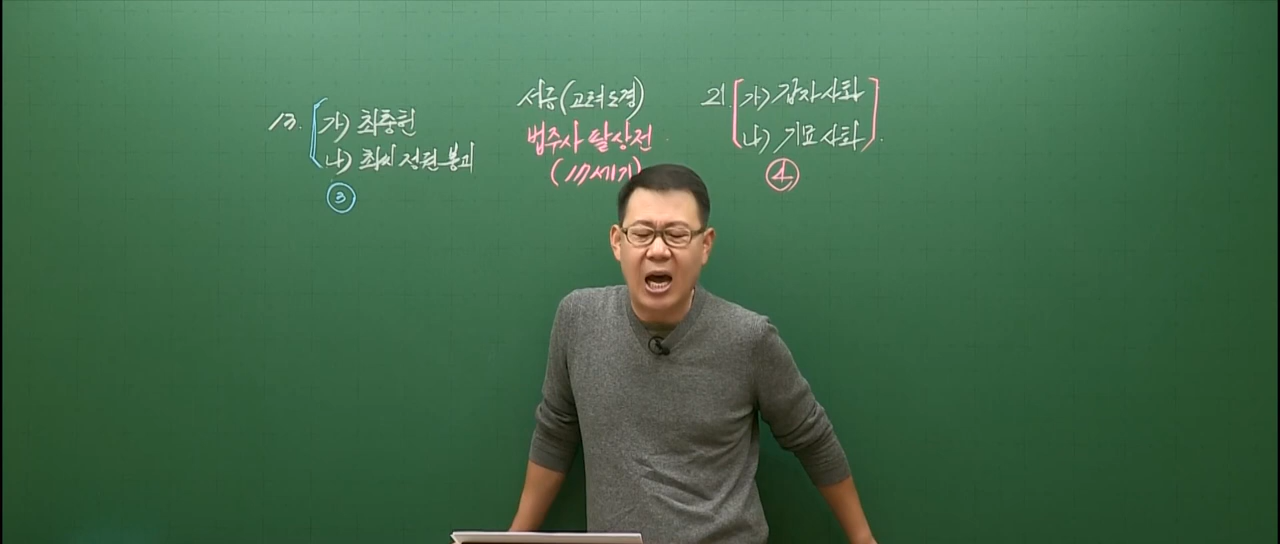 13. 가) 최충헌
나) 최씨 정권 붕괴
③
서긍(고려도경)
법주사 팔상전
(17세기)
21. 가) 갑자사화
나) 기묘사화
④